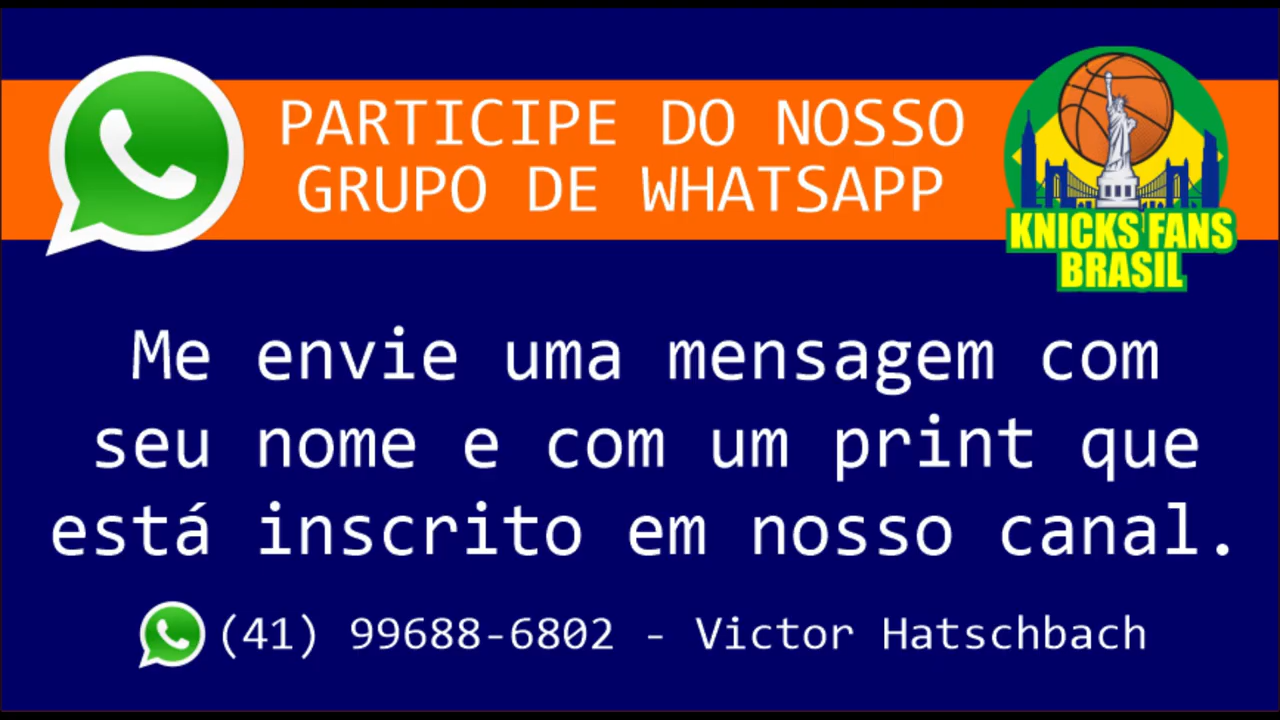 PARTICIPE DO NOSSO
GRUPO DE WHATSAPP
KNICKS FANS
BRASIL
Me envie uma mensagem com
seu nome e com um print que
está inscrito em nosso canal.
(41) 99688-6802 - Victor Hatschbach